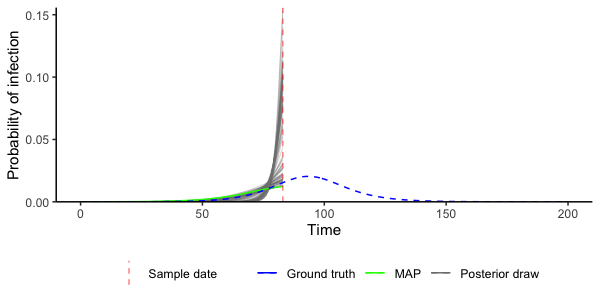 Probability of infection
0.15
0.10
0.05
0.00
0 50 100 150 200
Time
Sample date Ground truth MAP Posterior draw